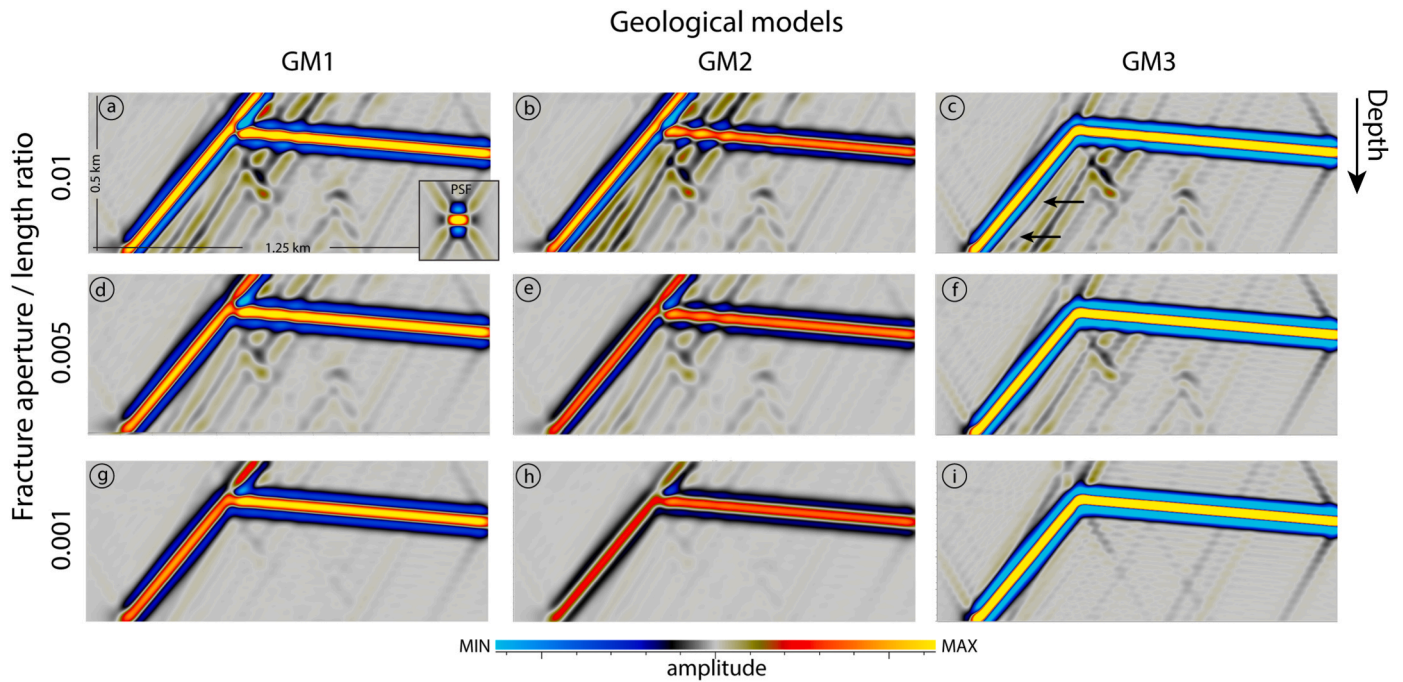 Geological models
GM1 GM2 GM3
Fracture aperture / length ratio
0.01
0.005
0.001
a
0.5 km
1.25 km
PSF
b
c
Depth
d
e
f
g
h
i
MIN MAX
amplitude